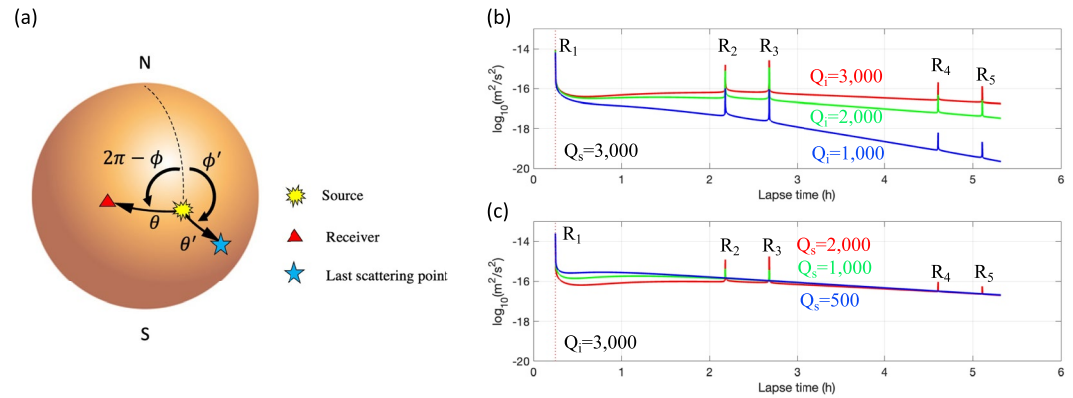 (a)
N
2π − ϕ
ϕ′
θ
θ′
S
Source
Receiver
Last scattering point
(b)
-14
-16
-18
-20
log10(m2/s2)
R1
R2
R3
R4
R5
Qi=3,000
Qi=2,000
Qi=1,000
Qs=3,000
0 1 2 3 4 5 6
Lapse time (h)
(c)
-14
-16
-18
-20
log10(m2/s2)
R1
R2
R3
R4
R5
Qs=2,000
Qs=1,000
Qs=500
Qi=3,000
0 1 2 3 4 5 6
Lapse time (h)